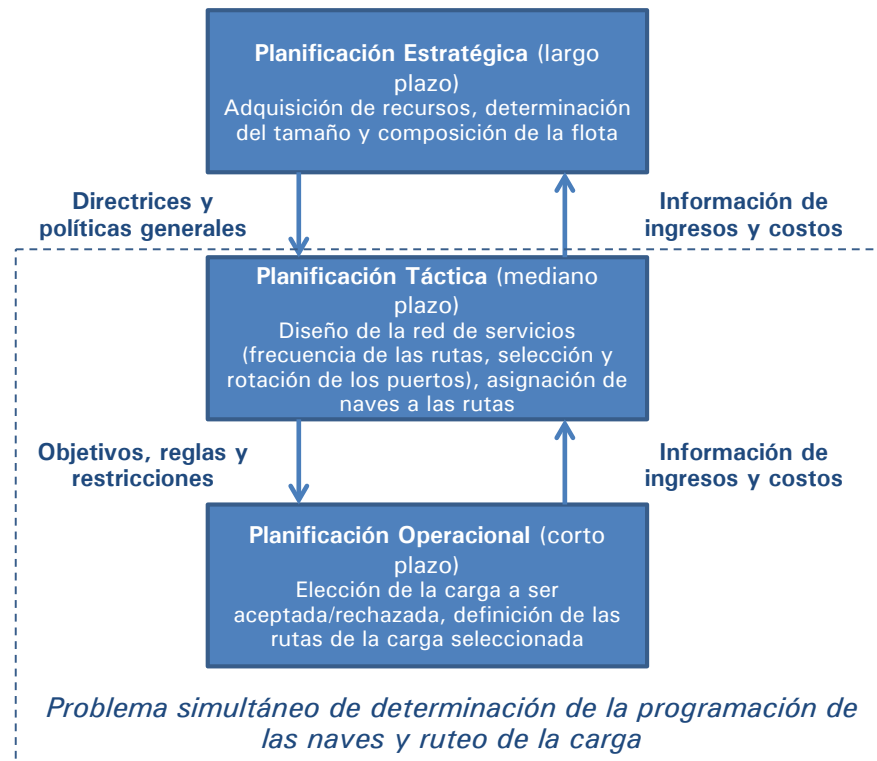 Planificación Estratégica (largo
plazo)
Adquisición de recursos, determinación
del tamaño y composición de la flota
Directrices y
políticas generales
Información de
ingresos y costos
Planificación Táctica (mediano
plazo)
Diseño de la red de servicios
(frecuencia de las rutas, selección y
rotación de los puertos), asignación de
naves a las rutas
Objetivos, reglas y
restricciones
Información de
ingresos y costos
Planificación Operacional (corto
plazo)
Elección de la carga a ser
aceptada/rechazada, definición de las
rutas de la carga seleccionada
Problema simultáneo de determinación de la programación de
las naves y ruteo de la carga